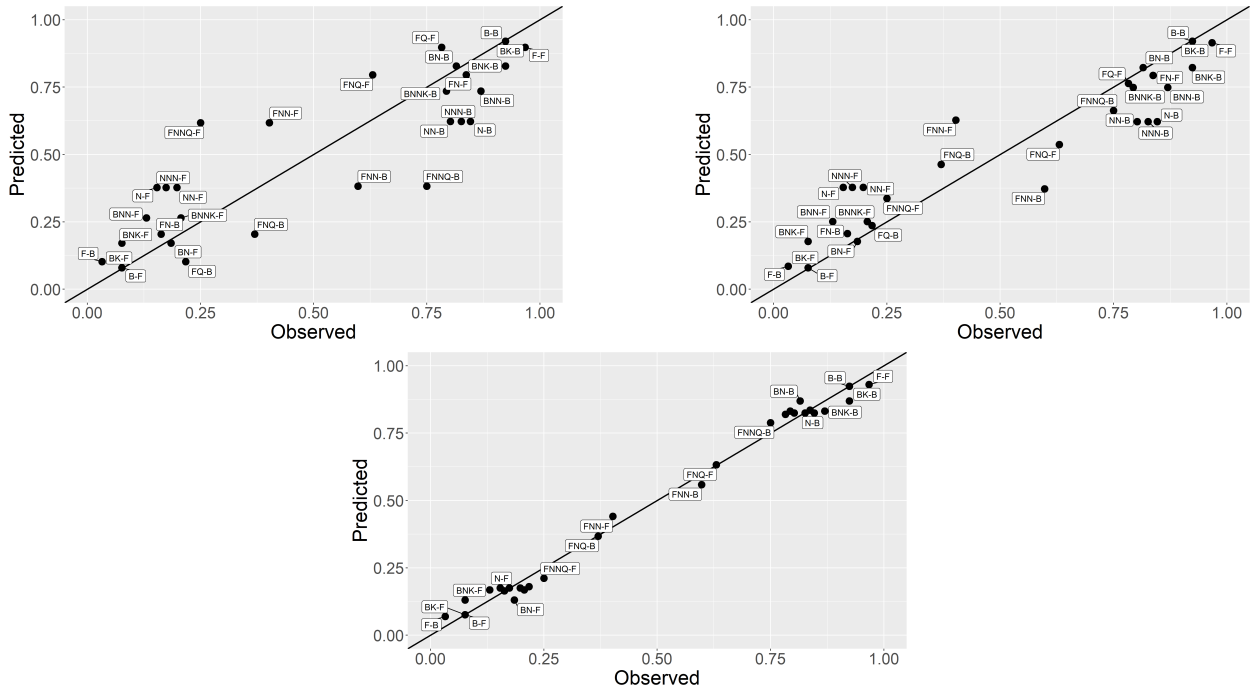 1.00
0.75
0.50
0.25
0.00
Predicted
0.00 0.25 0.50 0.75 1.00
Observed
B-B
FQ-F
BK-B
F-F
BN-B
BNK-B
FNQ-F
FN-F
BNNK-B
BNN-B
FNN-F
NNN-B
FNNQ-F
NN-B
N-B
FNN-B
FNNQ-B
NNN-F
N-F
NN-F
BNN-F
BNNK-F
FN-B
FNQ-B
BNK-F
BN-F
F-B
BK-F
FQ-B
B-F
1.00
0.75
0.50
0.25
0.00
Predicted
0.00 0.25 0.50 0.75 1.00
Observed
B-B
BK-B
F-F
BN-B
FQ-F
FN-F
BNK-B
FNNQ-B
BNNK-B
BNN-B
NN-B
N-B
NNN-B
FNN-F
FNQ-B
FNQ-F
FNN-B
NNN-F
N-F
NN-F
FNNQ-F
BNN-F
BNNK-F
BNK-F
FN-B
FQ-B
BN-F
BK-F
F-B
B-F
1.00
0.75
0.50
0.25
0.00
Predicted
0.00 0.25 0.50 0.75 1.00
Observed
B-B
F-F
BN-B
BK-B
BNK-B
N-B
FNNQ-B
FNQ-F
FNN-B
FNN-F
FNQ-B
N-F
FNNQ-F
BNK-F
BK-F
BN-F
F-B
B-F